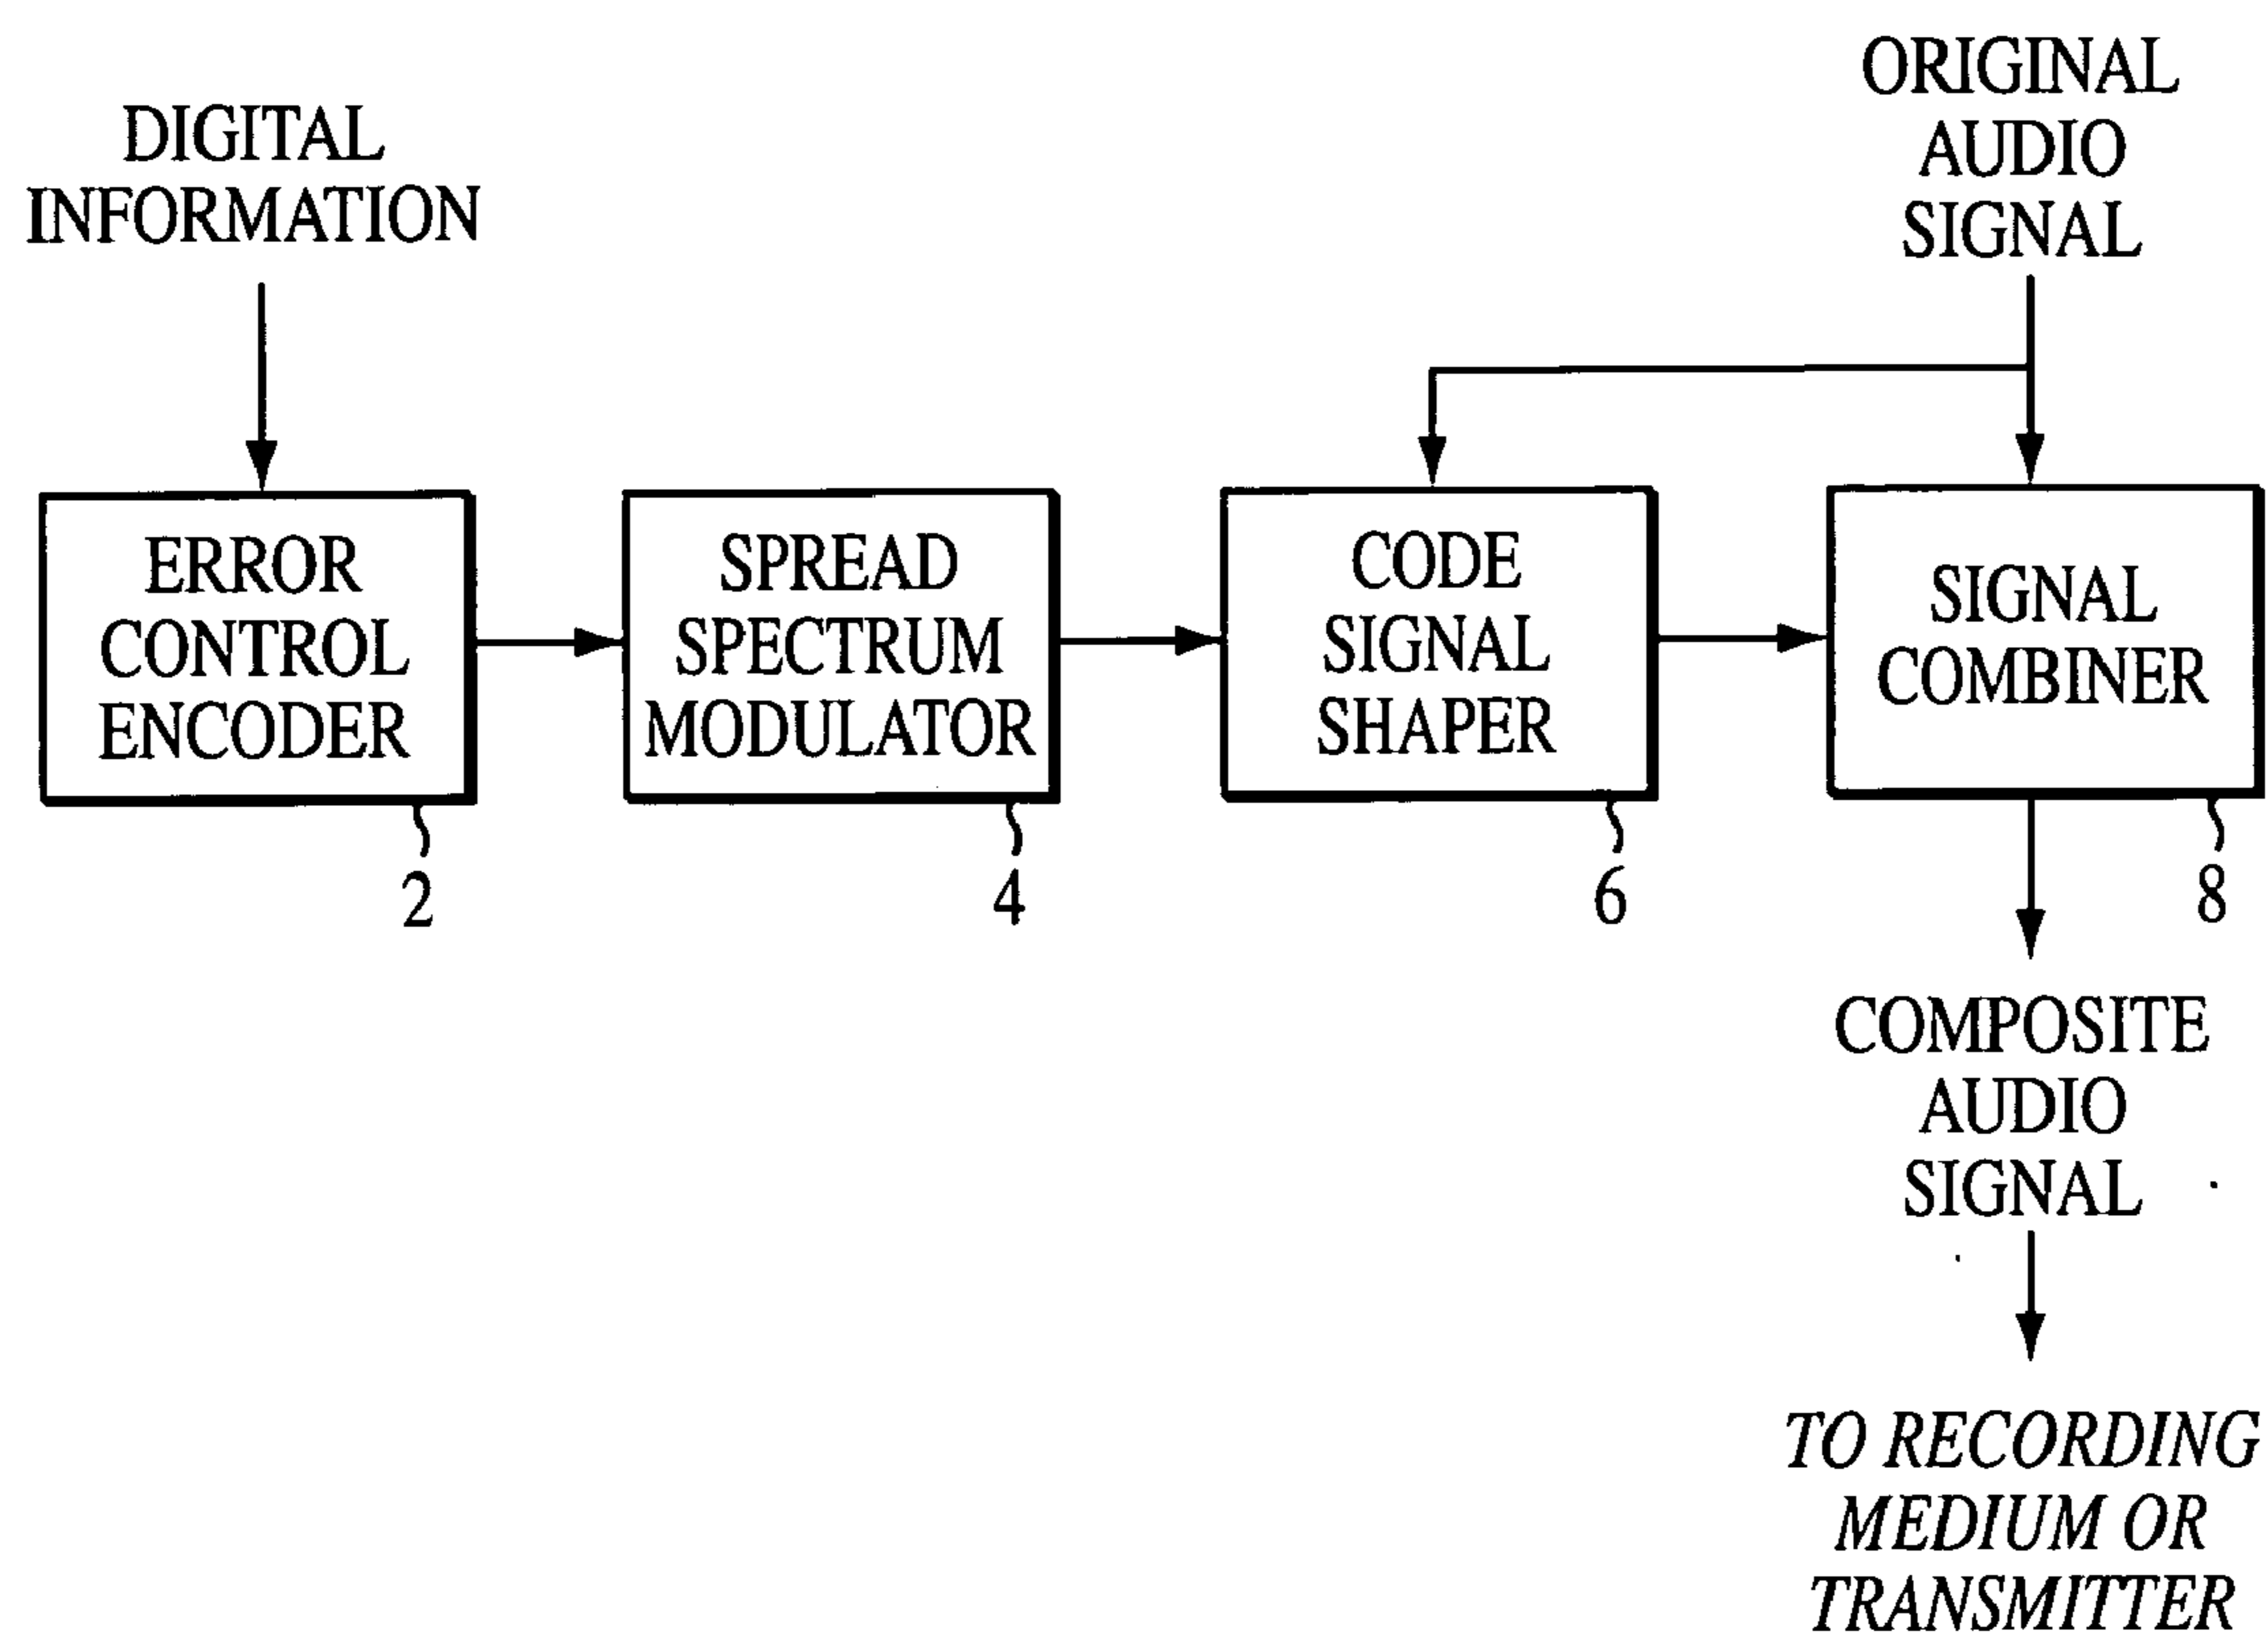 DIGITAL
INFORMATION
ORIGINAL
AUDIO
SIGNAL
ERROR
CONTROL
ENCODER
2
SPREAD
SPECTRUM
MODULATOR
4
CODE
SIGNAL
SHAPER
6
SIGNAL
COMBINER
8
COMPOSITE
AUDIO
SIGNAL
TO RECORDING
MEDIUM OR
TRANSMITTER